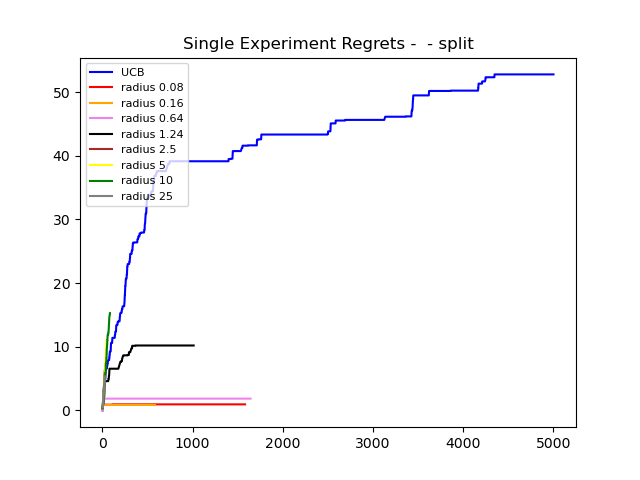 Single Experiment Regrets -  - split
UCB
radius 0.08
radius 0.16
radius 0.64
radius 1.24
radius 2.5
radius 5
radius 10
radius 25
50
40
30
20
10
0
0 1000 2000 3000 4000 5000